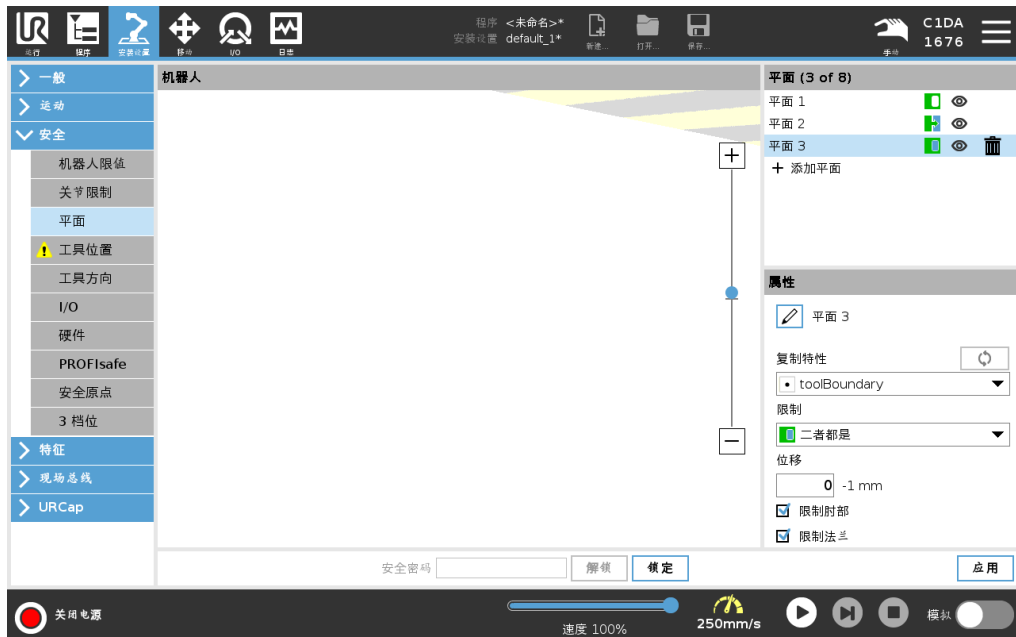 程序 <未命名>*
安装设置 default_1*
新建...
打开...
保存...
手动
C1DA
1676
运行
程序
安装设置
移动
I/O
日志
一般
运动
安全
机器人限值
关节限制
平面
工具位置
工具方向
I/O
硬件
PROFIsafe
安全原点
3 档位
特征
现场总线
URCap
机器人
平面 (3 of 8)
平面 1
平面 2
平面 3
添加平面
属性
平面 3
复制特性
toolBoundary
限制
二者都是
位移
0 -1 mm
限制肘部
限制法兰
安全密码
解锁
锁定
应用
关闭电源
速度 100%
250mm/s
模拟